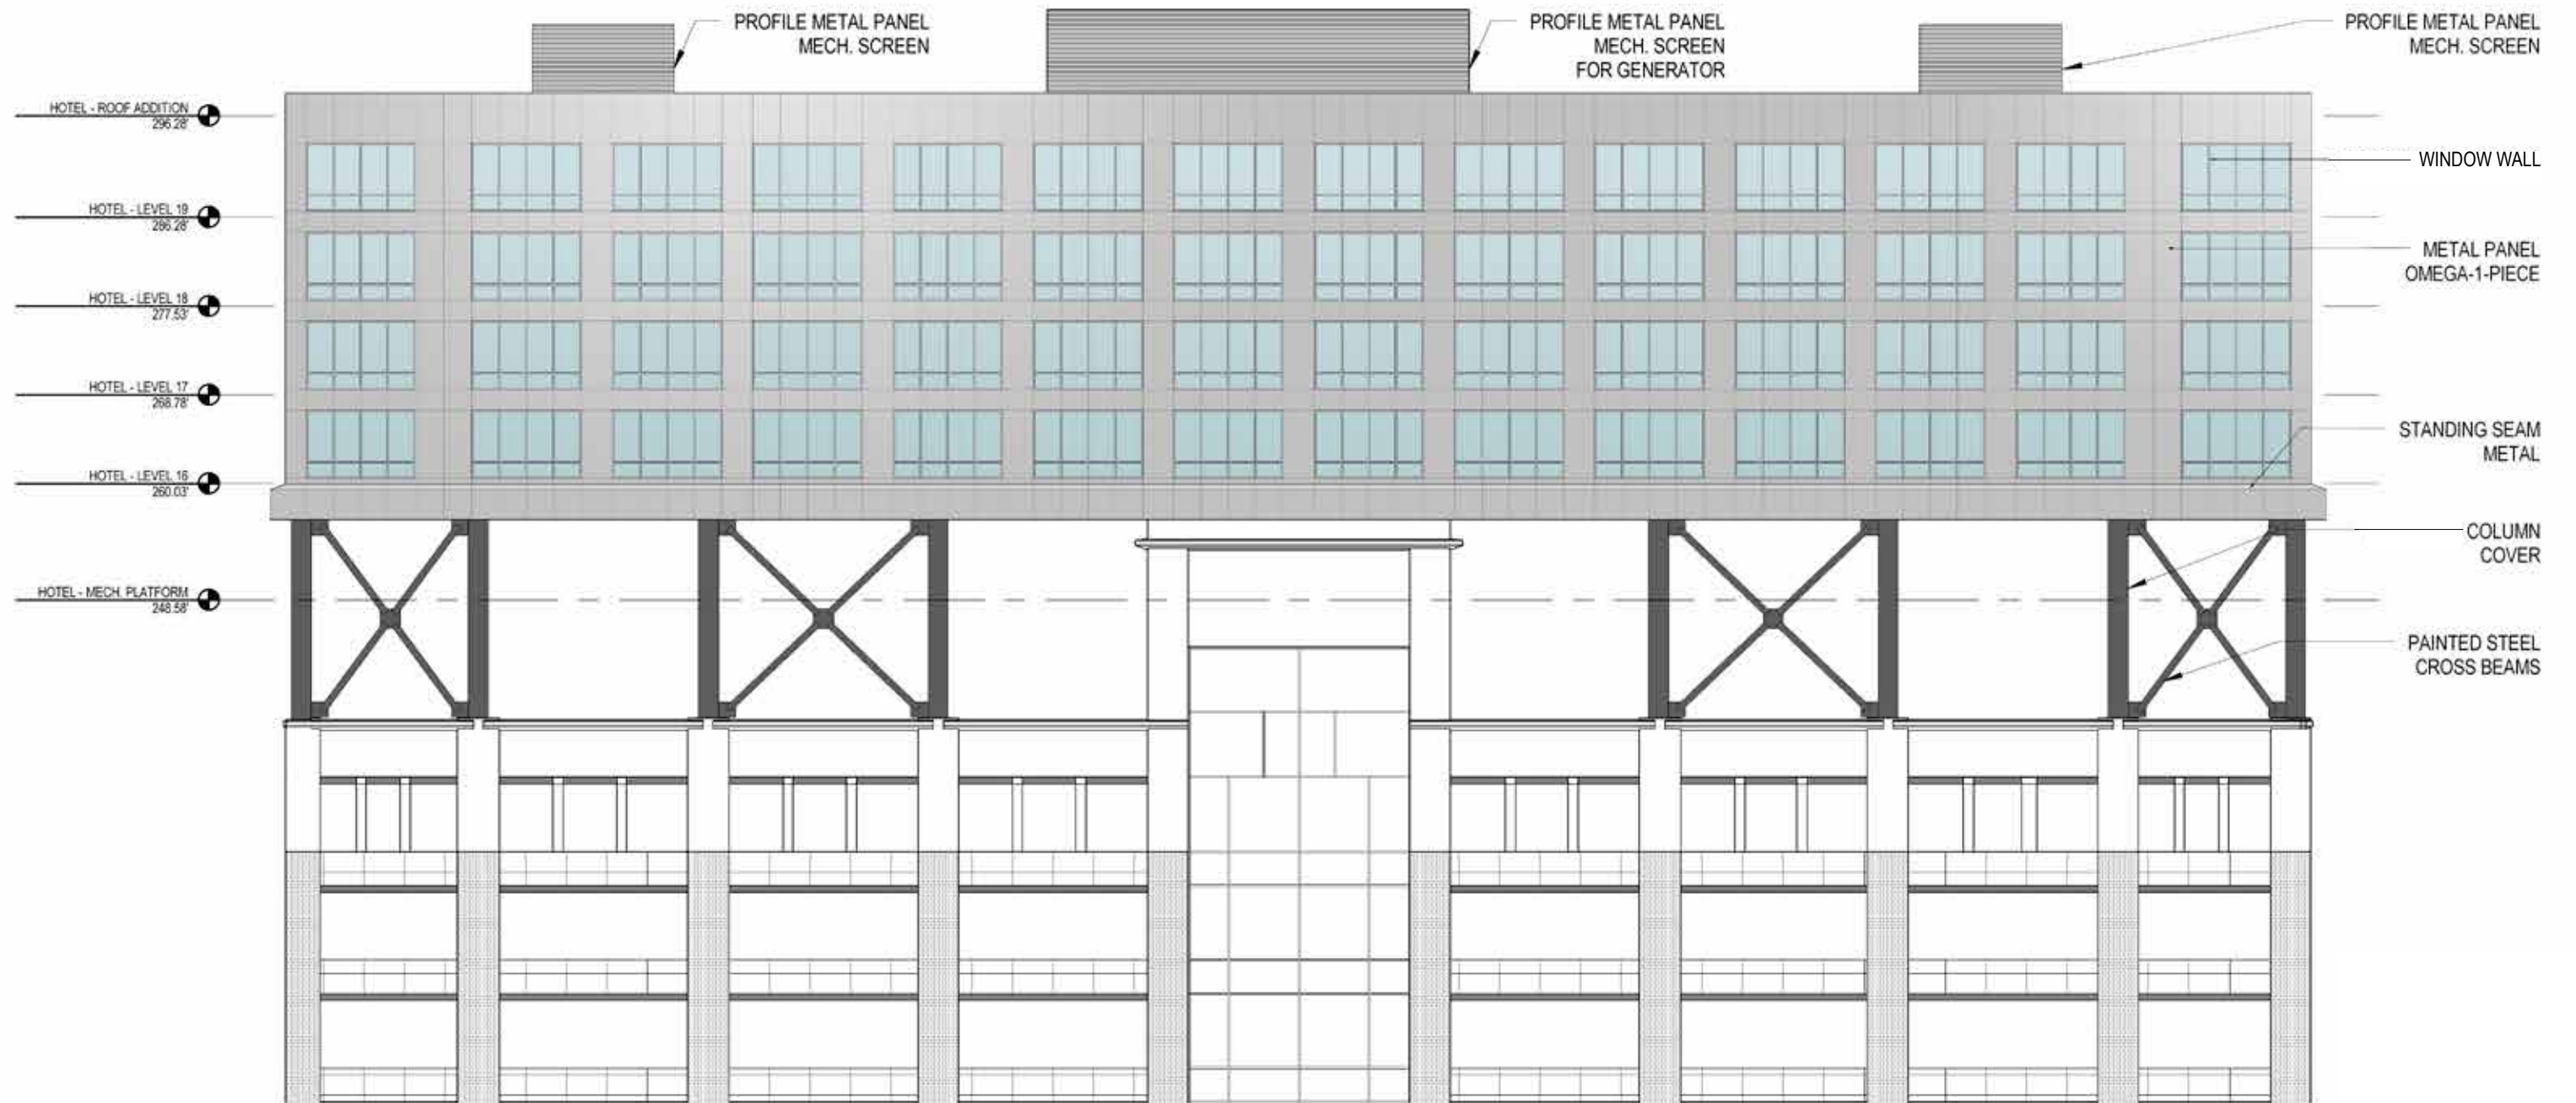 PROFILE METAL PANEL
MECH. SCREEN
PROFILE METAL PANEL
MECH. SCREEN
FOR GENERATOR
PROFILE METAL PANEL
MECH. SCREEN
HOTEL - ROOF ADDITION
296.28'
WINDOW WALL
HOTEL - LEVEL 19
286.28'
METAL PANEL
OMEGA-1-PIECE
HOTEL - LEVEL 18
277.53'
HOTEL - LEVEL 17
268.78'
STANDING SEAM
METAL
HOTEL - LEVEL 16
260.03'
COLUMN
COVER
HOTEL - MECH. PLATFORM
248.58'
PAINTED STEEL
CROSS BEAMS